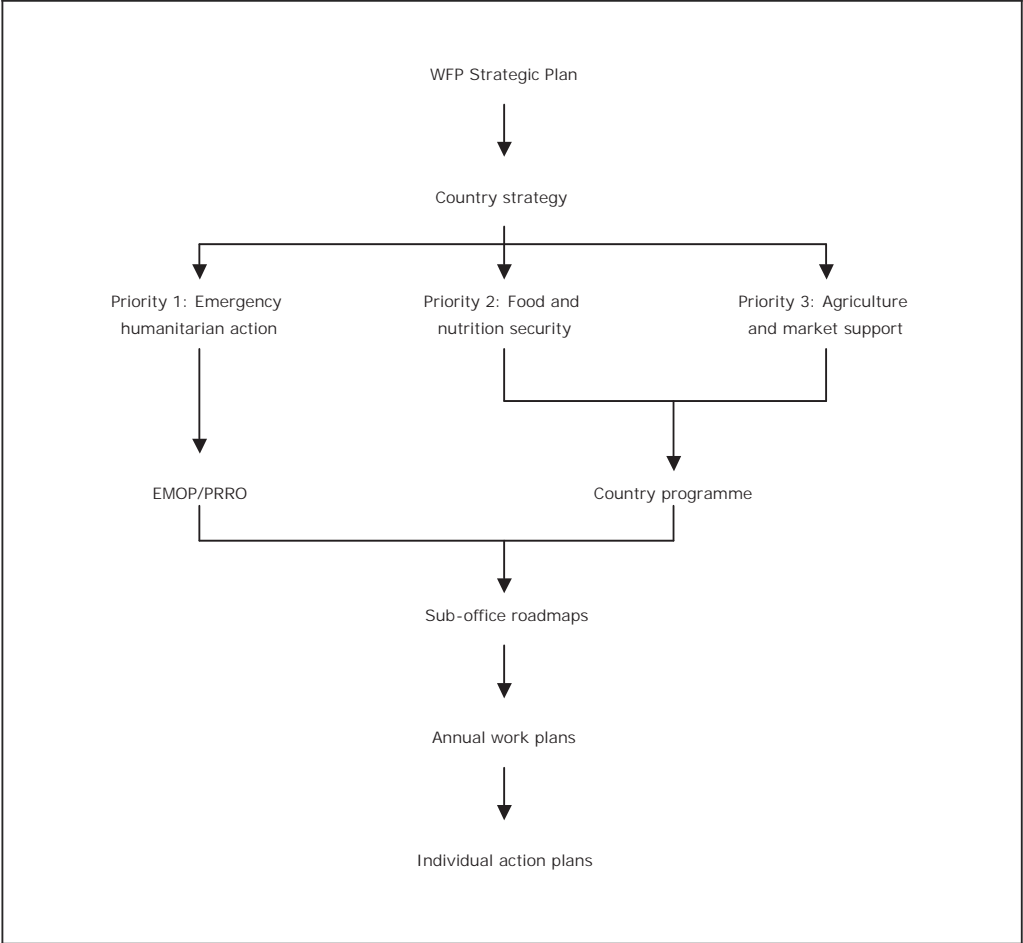 WFP Strategic Plan
Country strategy
Priority 1: Emergency
humanitarian action
Priority 2: Food and
nutrition security
Priority 3: Agriculture
and market support
EMOP/PRRO
Country programme
Sub-office roadmaps
Annual work plans
Individual action plans